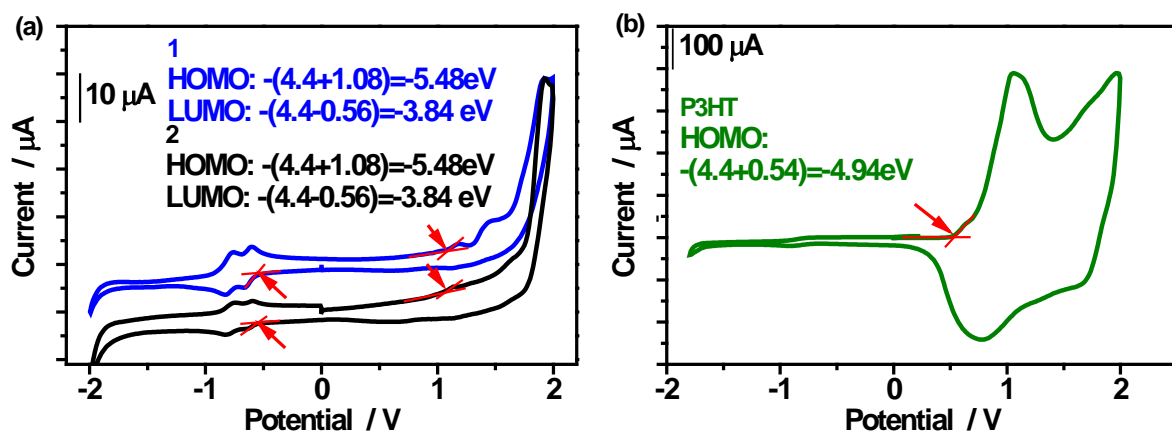 (a)
1
HOMO: -(4.4+1.08)=-5.48eV
LUMO: -(4.4-0.56)=-3.84 eV
2
HOMO: -(4.4+1.08)=-5.48eV
LUMO: -(4.4-0.56)=-3.84 eV
10 µA
Current / µA
-2 -1 0 1 2
Potential / V
(b)
100 µA
P3HT
HOMO:
-(4.4+0.54)=-4.94eV
Current / µA
-2 -1 0 1 2
Potential / V